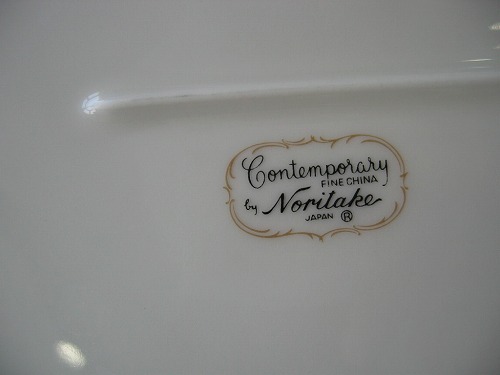 Contemporary
FINE CHINA
by Noritake
JAPAN ®